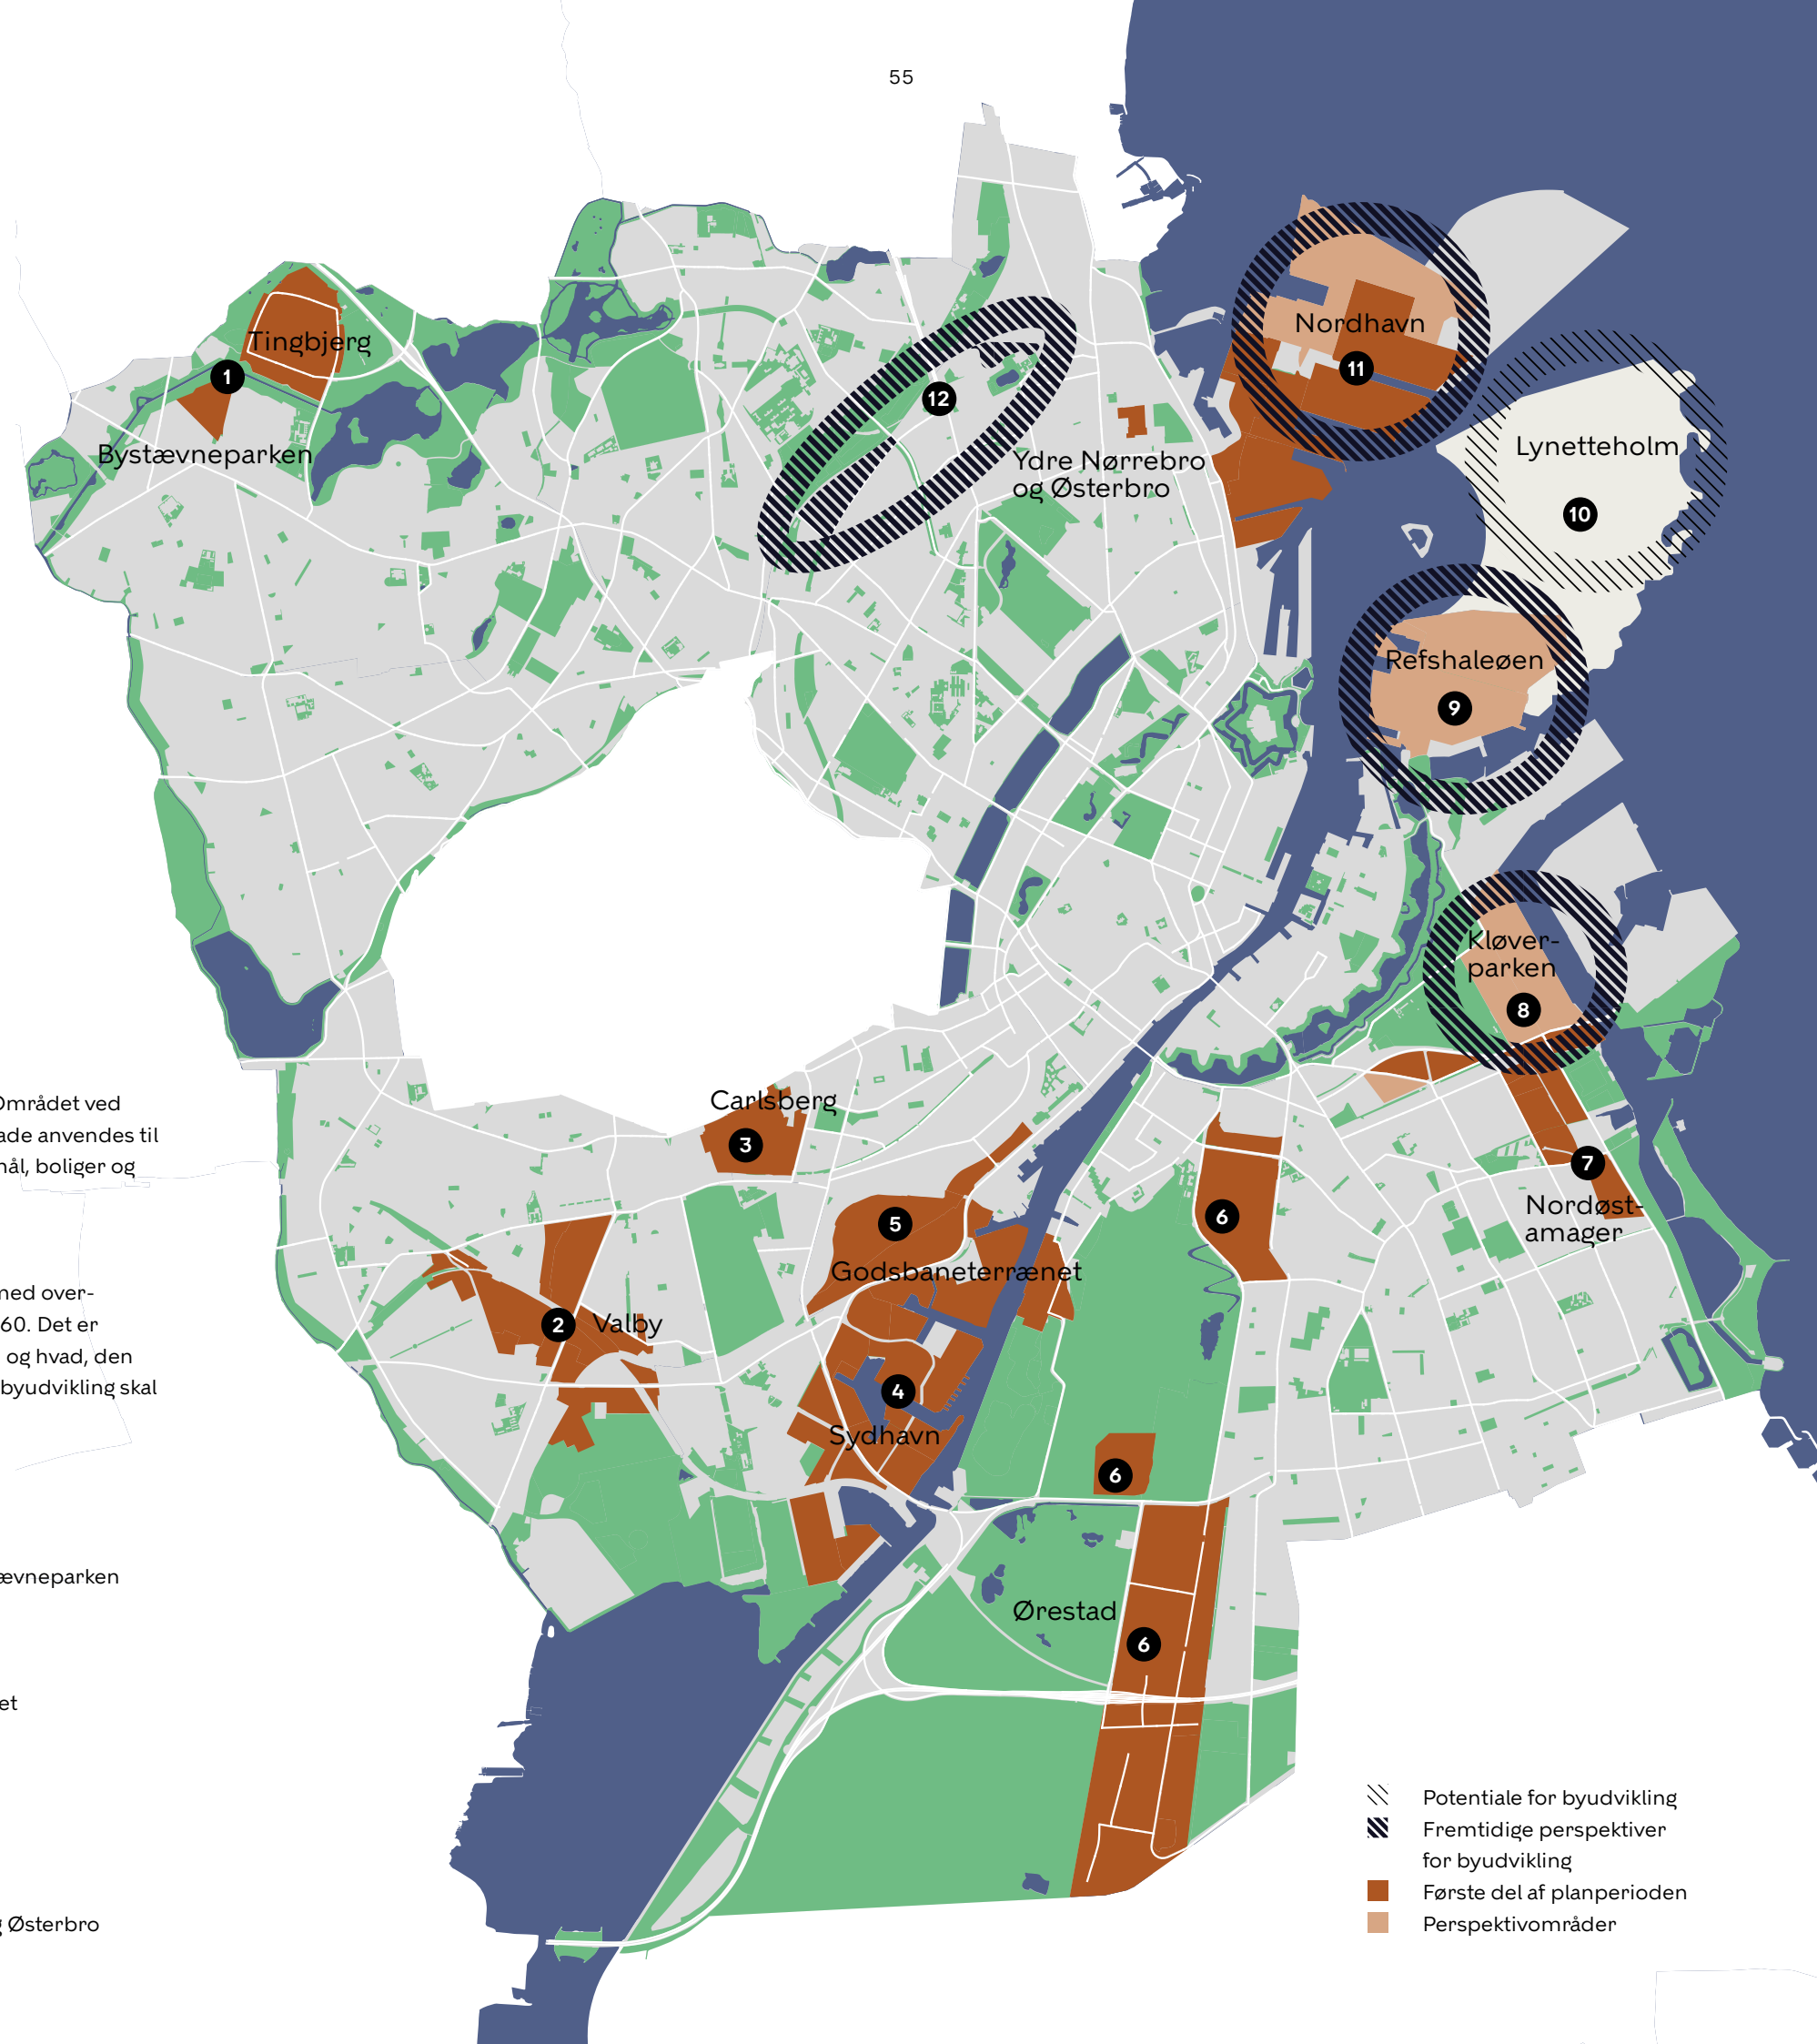 55
Tingbjerg
1
Bystævneparken
12
Ydre Nørrebro
og Østerbro
Nordhavn
11
Lynetteholm
10
Refshaleøen
9
Kløver-
parken
8
7
Nordøst-
amager
Området ved
ade anvendes til
mål, boliger og
Carlsberg
3
5
Godsbaneterrænet
6
ned over-
60. Det er
og hvad, den
byudvikling skal
2
Valby
4
Sydhavn
6
ævneparken
Ørestad
6
et
g Østerbro
Potentiale for byudvikling
Fremtidige perspektiver
for byudvikling
Første del af planperioden
Perspektivområder